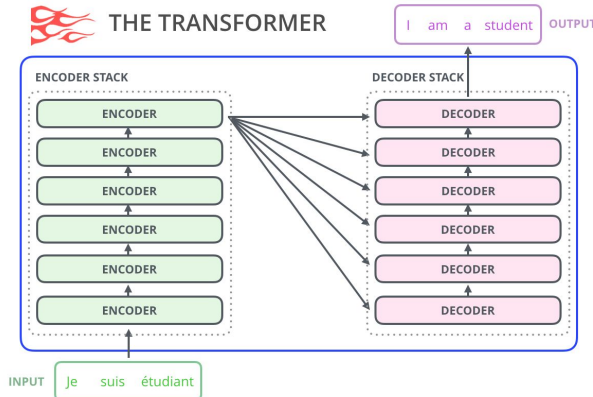 THE TRANSFORMER
I am a student
OUTPUT
ENCODER STACK
DECODER STACK
ENCODER
DECODER
ENCODER
DECODER
ENCODER
DECODER
ENCODER
DECODER
ENCODER
DECODER
ENCODER
DECODER
INPUT
Je suis étudiant